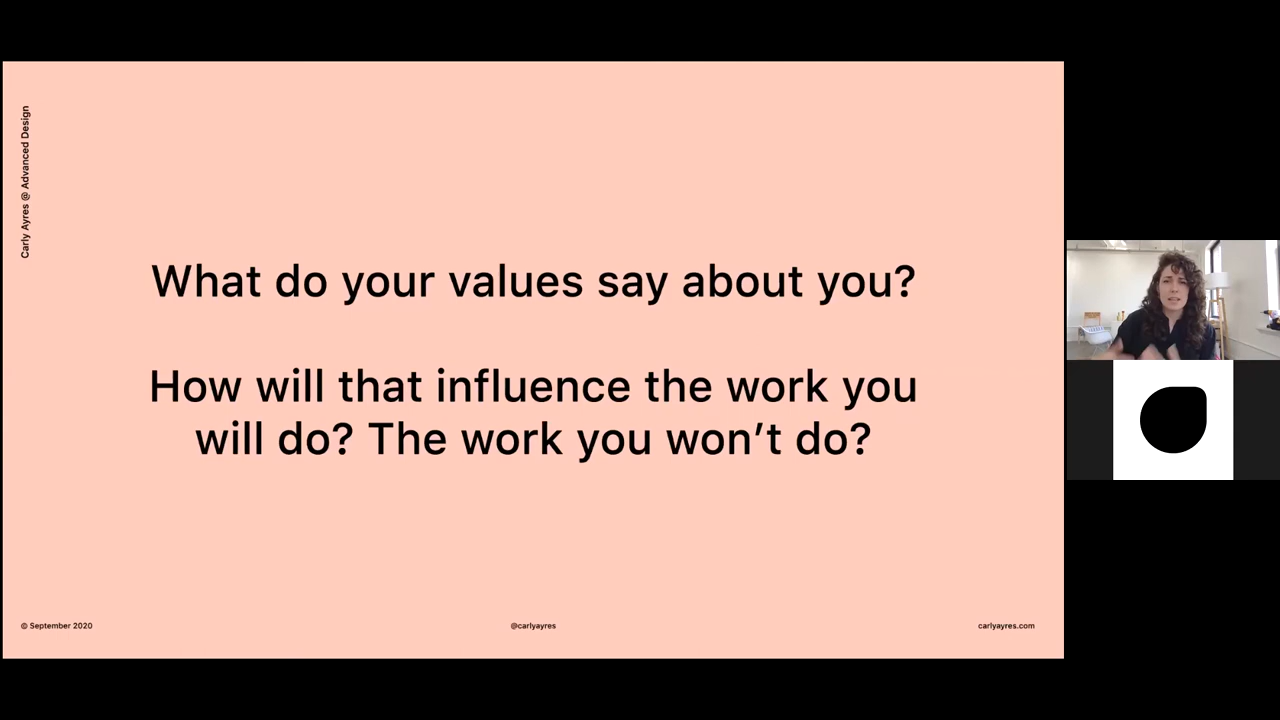 Carly Ayres @ Advanced Design
What do your values say about you?
How will that influence the work you
will do? The work you won’t do?
© September 2020
@carlyayres
carlyayres.com